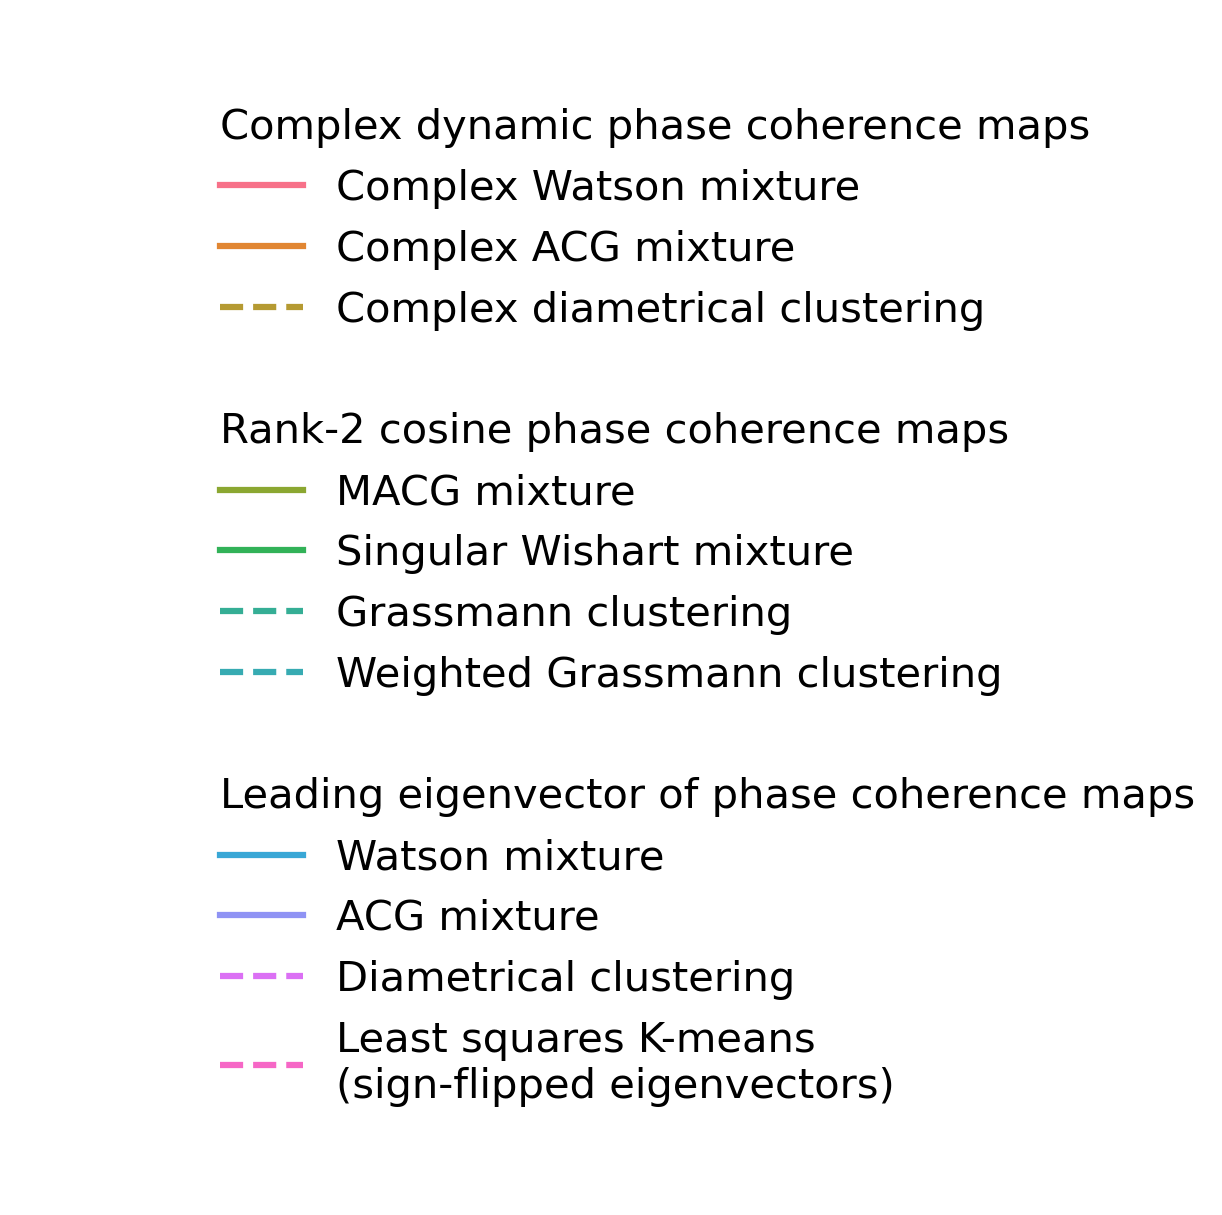 Complex dynamic phase coherence maps
Complex Watson mixture
Complex ACG mixture
Complex diametrical clustering
Rank-2 cosine phase coherence maps
MACG mixture
Singular Wishart mixture
Grassmann clustering
Weighted Grassmann clustering
Leading eigenvector of phase coherence maps
Watson mixture
ACG mixture
Diametrical clustering
Least squares K-means
(sign-flipped eigenvectors)